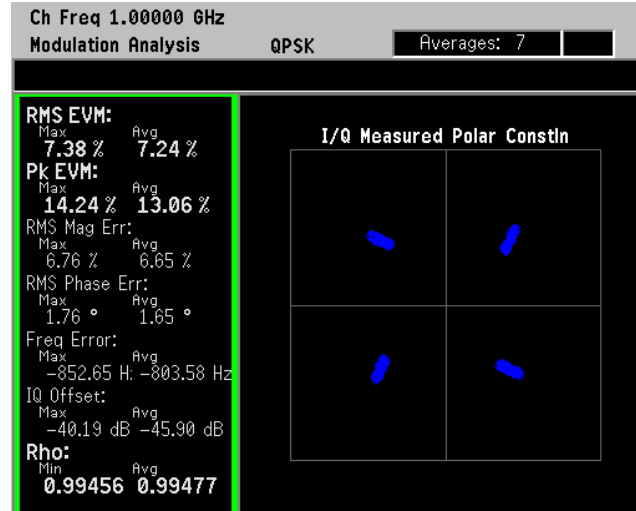 Ch Freq 1.00000 GHz
Modulation Analysis QPSK Averages: 7
RMS EVM:
Max Avg
7.38 % 7.24 %
Pk EVM:
Max Avg
14.24 % 13.06 %
RMS Mag Err:
Max Avg
6.76 % 6.65 %
RMS Phase Err:
Max Avg
1.76 ° 1.65 °
Freq Error:
Max Avg
-852.65 H: -803.58 Hz
IQ Offset:
Max Avg
-40.19 dB -45.90 dB
Rho:
Min Avg
0.99456 0.99477
I/Q Measured Polar Constln